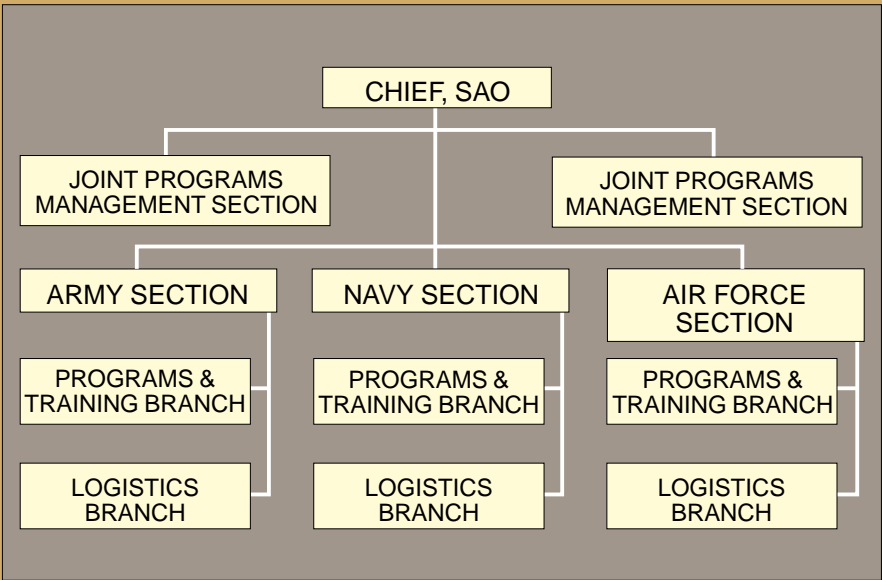 CHIEF, SAO
JOINT PROGRAMS
MANAGEMENT SECTION
JOINT PROGRAMS
MANAGEMENT SECTION
ARMY SECTION
NAVY SECTION
AIR FORCE
SECTION
PROGRAMS &
TRAINING BRANCH
PROGRAMS &
TRAINING BRANCH
PROGRAMS &
TRAINING BRANCH
LOGISTICS
BRANCH
LOGISTICS
BRANCH
LOGISTICS
BRANCH